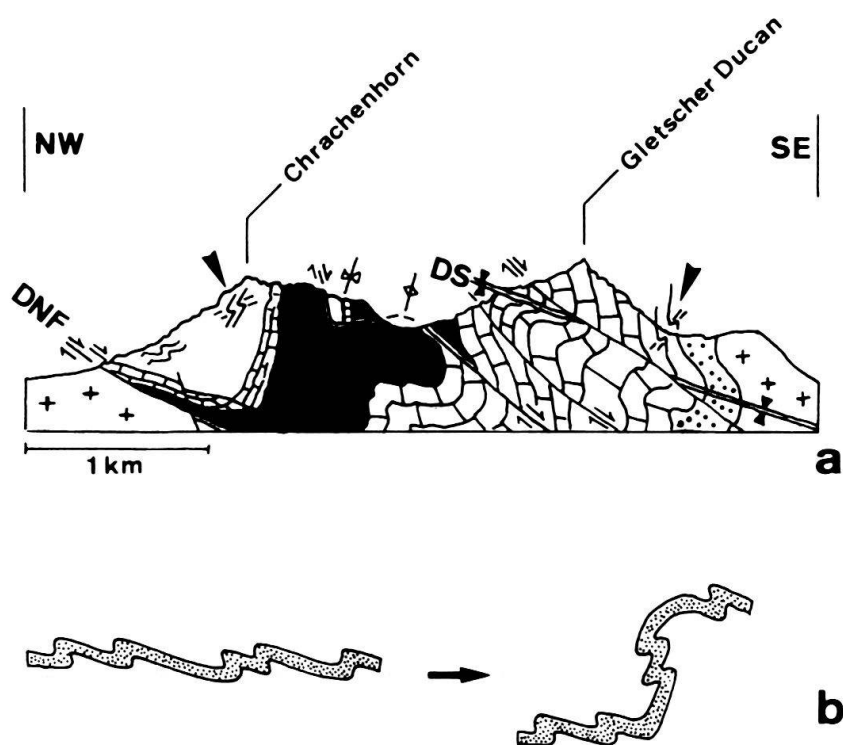 Chrachenhorn
Gletscher Ducan
NW
SE
DNF
DS
1 km
a
b